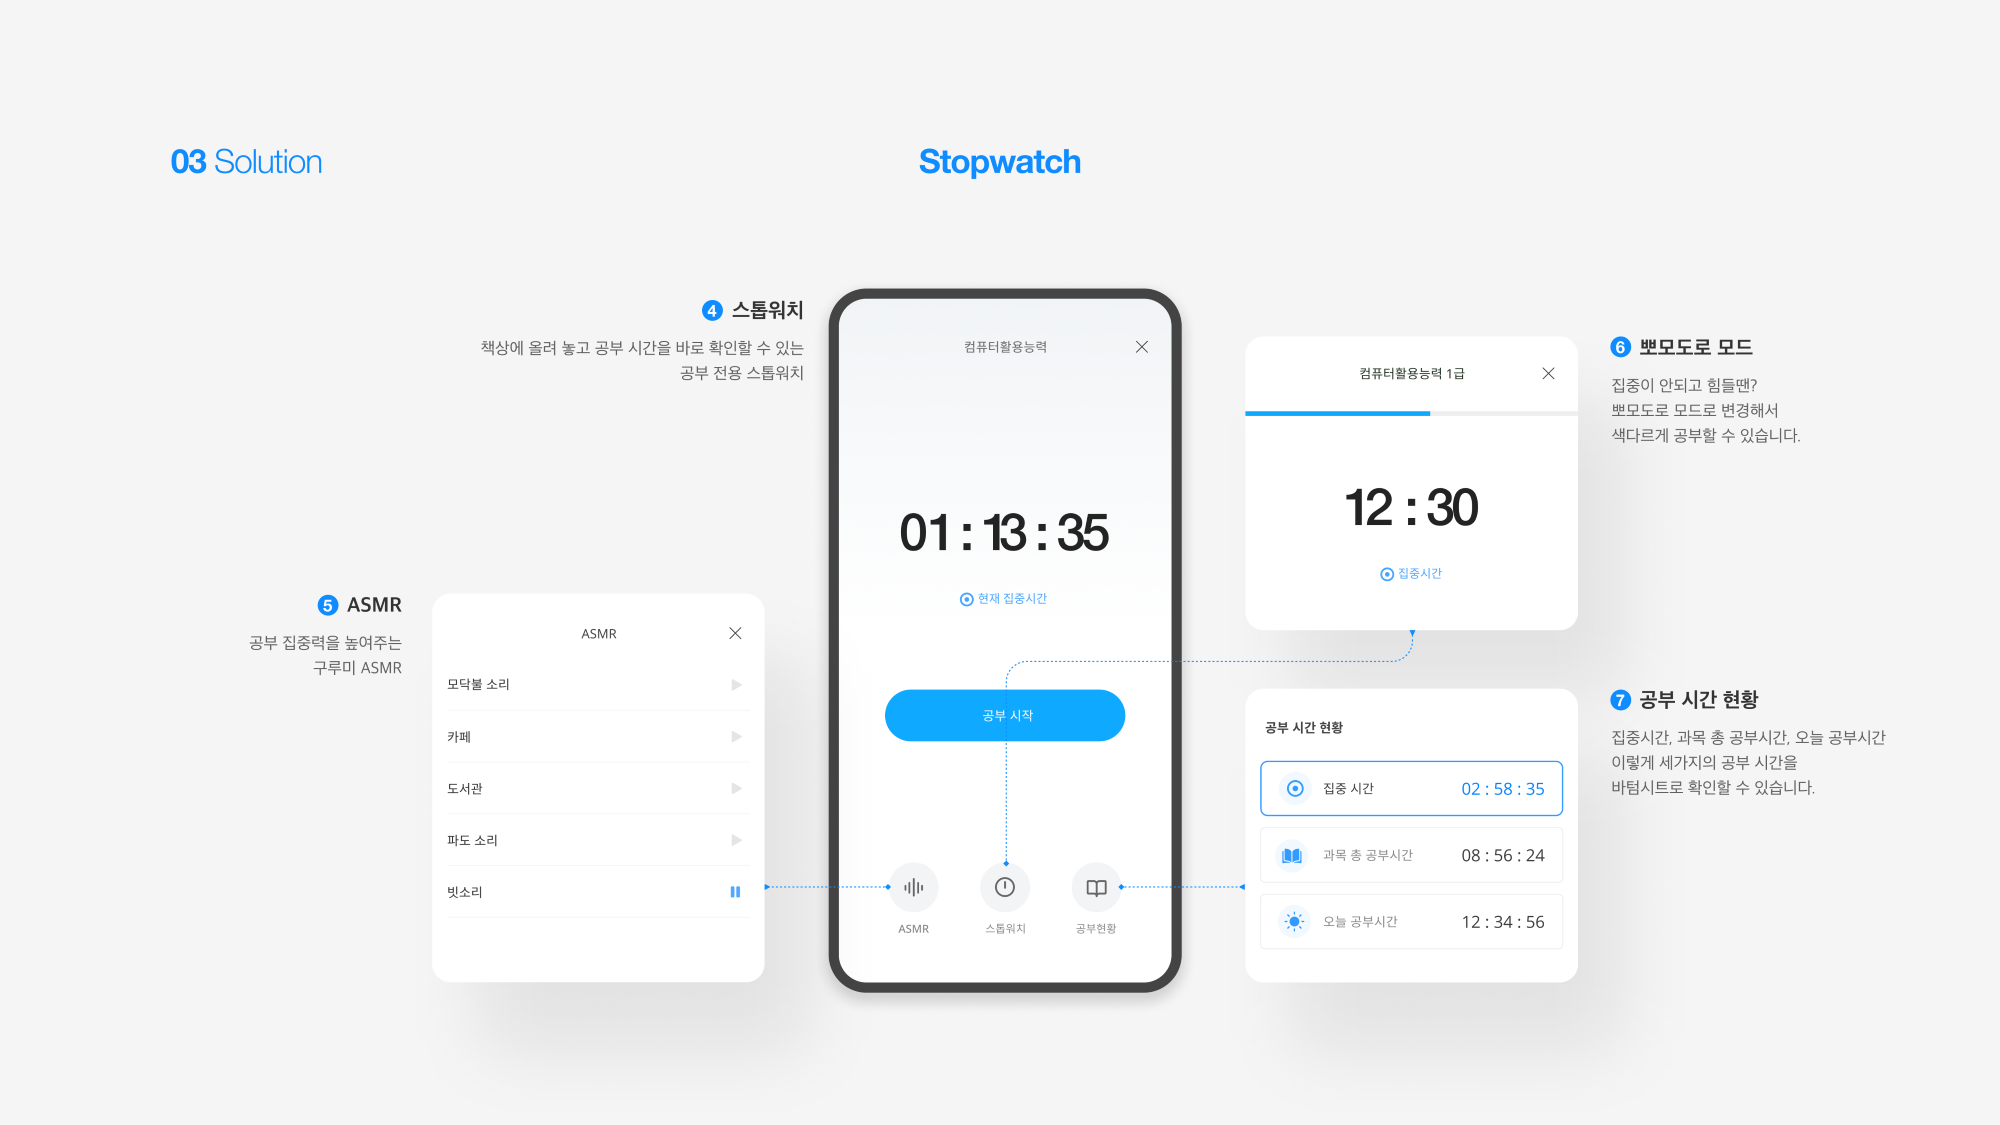 03 Solution
Stopwatch
4 스톱워치
책상에 올려 놓고 공부 시간을 바로 확인할 수 있는
공부 전용 스톱워치
5 ASMR
공부 집중력을 높여주는
구루미 ASMR
ASMR
모닥불 소리
카페
도서관
파도 소리
빗소리
컴퓨터활용능력
01 : 13 : 35
현재 집중시간
공부 시작
ASMR
스톱워치
공부현황
컴퓨터활용능력 1급
12 : 30
집중시간
6 뽀모도로 모드
집중이 안되고 힘들땐?
뽀모도로 모드로 변경해서
색다르게 공부할 수 있습니다.
공부 시간 현황
집중 시간 02 : 58 : 35
과목 총 공부시간 08 : 56 : 24
오늘 공부시간 12 : 34 : 56
7 공부 시간 현황
집중시간, 과목 총 공부시간, 오늘 공부시간
이렇게 세가지의 공부 시간을
바텀시트로 확인할 수 있습니다.